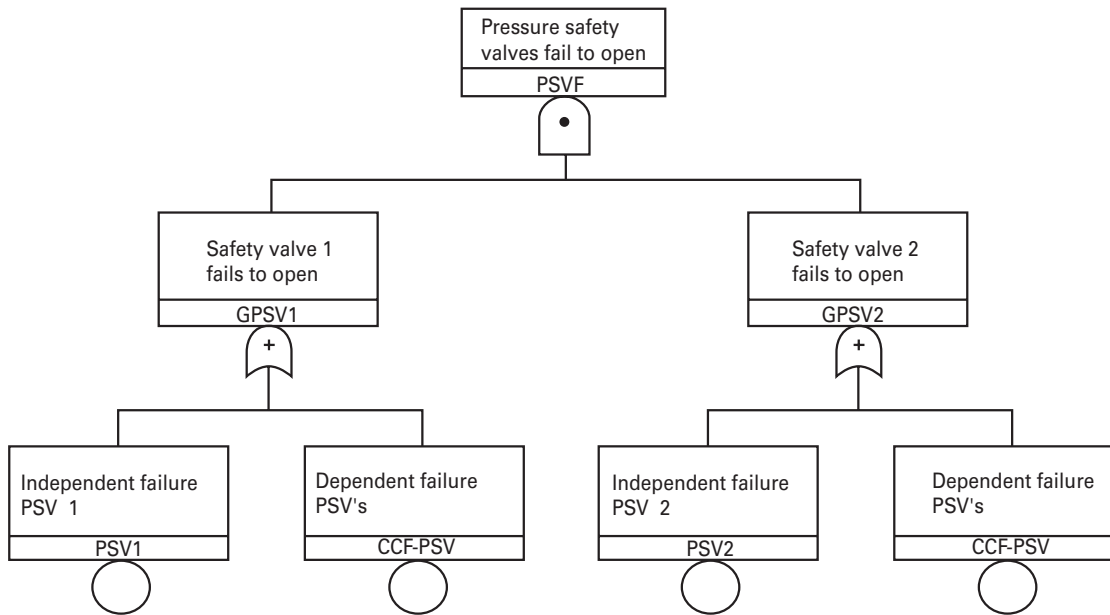 Pressure safety
valves fail to open
PSVF
•
Safety valve 1
fails to open
GPSV1
+
Safety valve 2
fails to open
GPSV2
+
Independent failure
PSV 1
PSV1
Dependent failure
PSV's
CCF-PSV
Independent failure
PSV 2
PSV2
Dependent failure
PSV's
CCF-PSV